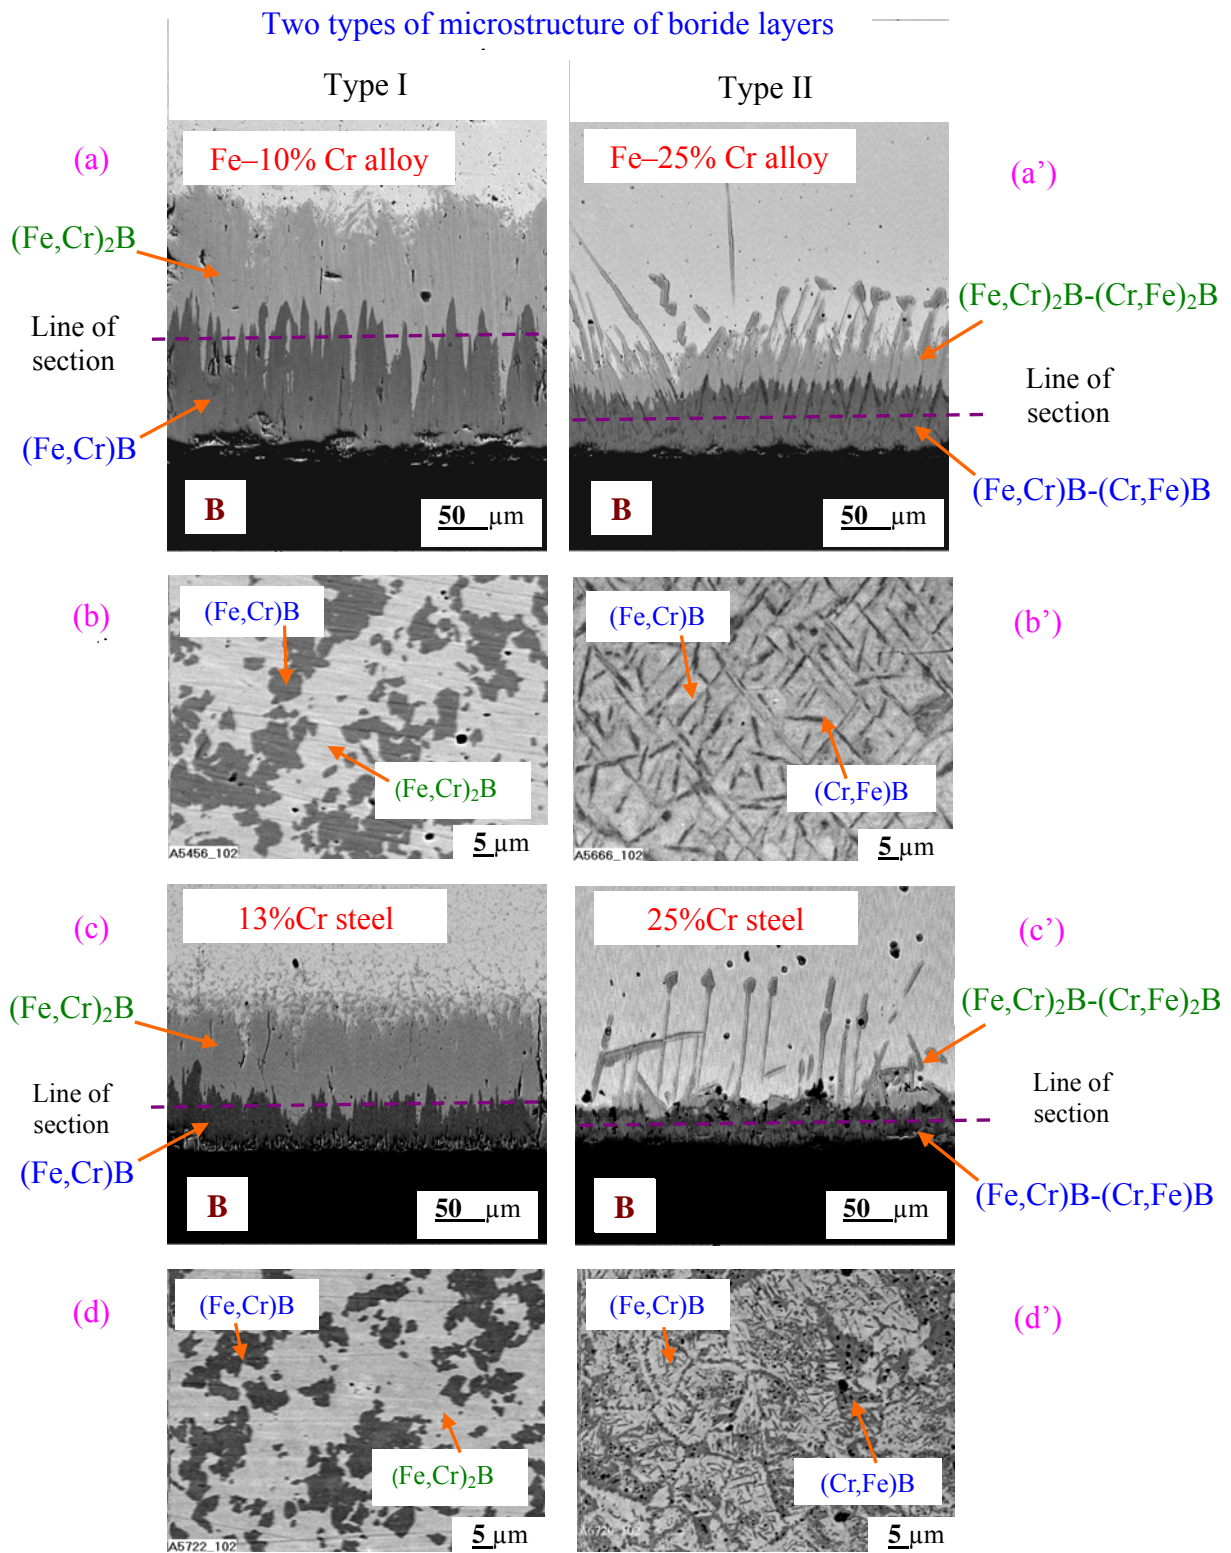 Two types of microstructure of boride layers
Type I
Type II
(a)
Fe–10% Cr alloy
Fe–25% Cr alloy
(a’)
(Fe,Cr)₂B
(Fe,Cr)₂B-(Cr,Fe)₂B
Line of
section
Line of
section
(Fe,Cr)B
(Fe,Cr)B-(Cr,Fe)B
B
50 µm
B
50 µm
(b)
(Fe,Cr)B
(Fe,Cr)B
(b’)
(Fe,Cr)₂B
(Cr,Fe)B
5 µm
5 µm
A5456_102
A5666_102
(c)
13%Cr steel
25%Cr steel
(c’)
(Fe,Cr)₂B
(Fe,Cr)₂B-(Cr,Fe)₂B
Line of
section
Line of
section
(Fe,Cr)B
(Fe,Cr)B-(Cr,Fe)B
B
50 µm
B
50 µm
(d)
(Fe,Cr)B
(Fe,Cr)B
(d’)
(Fe,Cr)₂B
(Cr,Fe)B
5 µm
5 µm
A5722_102